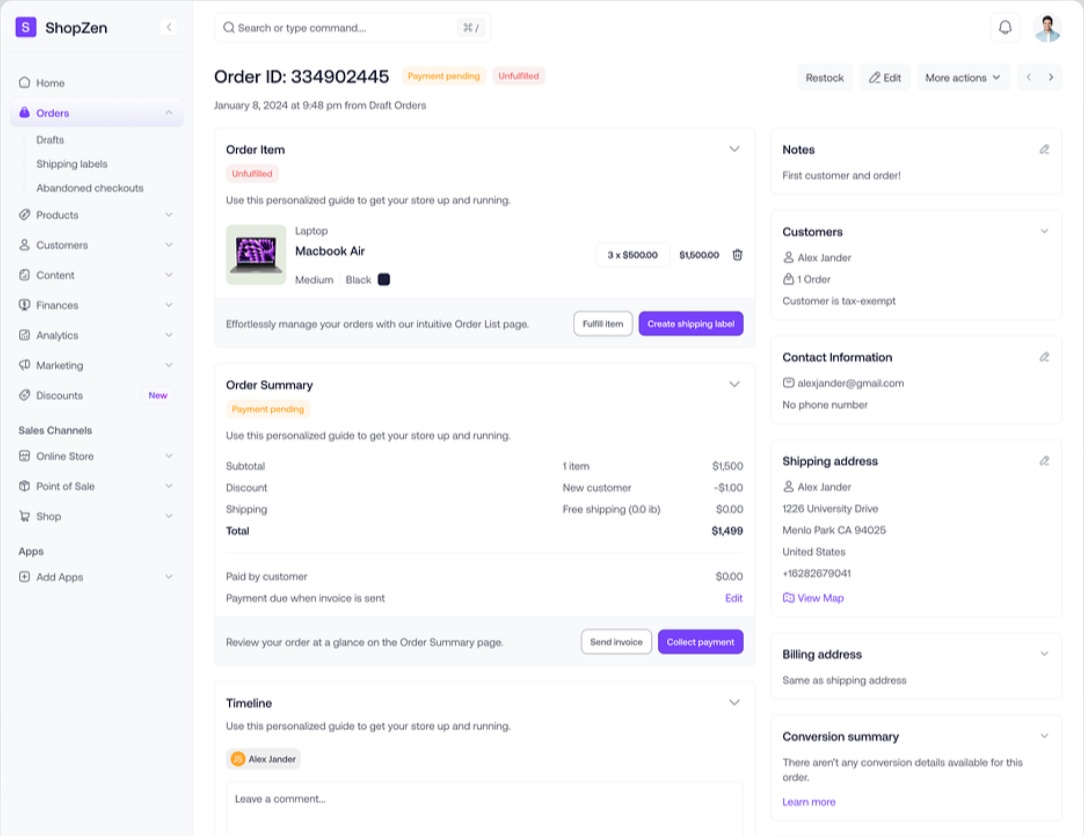 S ShopZen
Search or type command....
⌘ /
Home
Orders
Drafts
Shipping labels
Abandoned checkouts
Products
Customers
Content
Finances
Analytics
Marketing
Discounts New
Sales Channels
Online Store
Point of Sale
Shop
Apps
Add Apps
Order ID: 334902445 Payment pending Unfulfilled
January 8, 2024 at 9:48 pm from Draft Orders
Restock Edit More actions
Order Item
Unfulfilled
Use this personalized guide to get your store up and running.
Laptop
Macbook Air
Medium Black
3 x $500.00 $1,500.00
Effortlessly manage your orders with our intuitive Order List page.
Fulfill item Create shipping label
Order Summary
Payment pending
Use this personalized guide to get your store up and running.
Subtotal 1 item $1,500
Discount New customer -$1.00
Shipping Free shipping (0.0 ib) $0.00
Total $1,499
Paid by customer $0.00
Payment due when invoice is sent Edit
Review your order at a glance on the Order Summary page.
Send invoice Collect payment
Timeline
Use this personalized guide to get your store up and running.
Alex Jander
Leave a comment...
Notes
First customer and order!
Customers
Alex Jander
1 Order
Customer is tax-exempt
Contact Information
alexjander@gmail.com
No phone number
Shipping address
Alex Jander
1226 University Drive
Menlo Park CA 94025
United States
+16282679041
View Map
Billing address
Same as shipping address
Conversion summary
There aren't any conversion details available for this
order.
Learn more